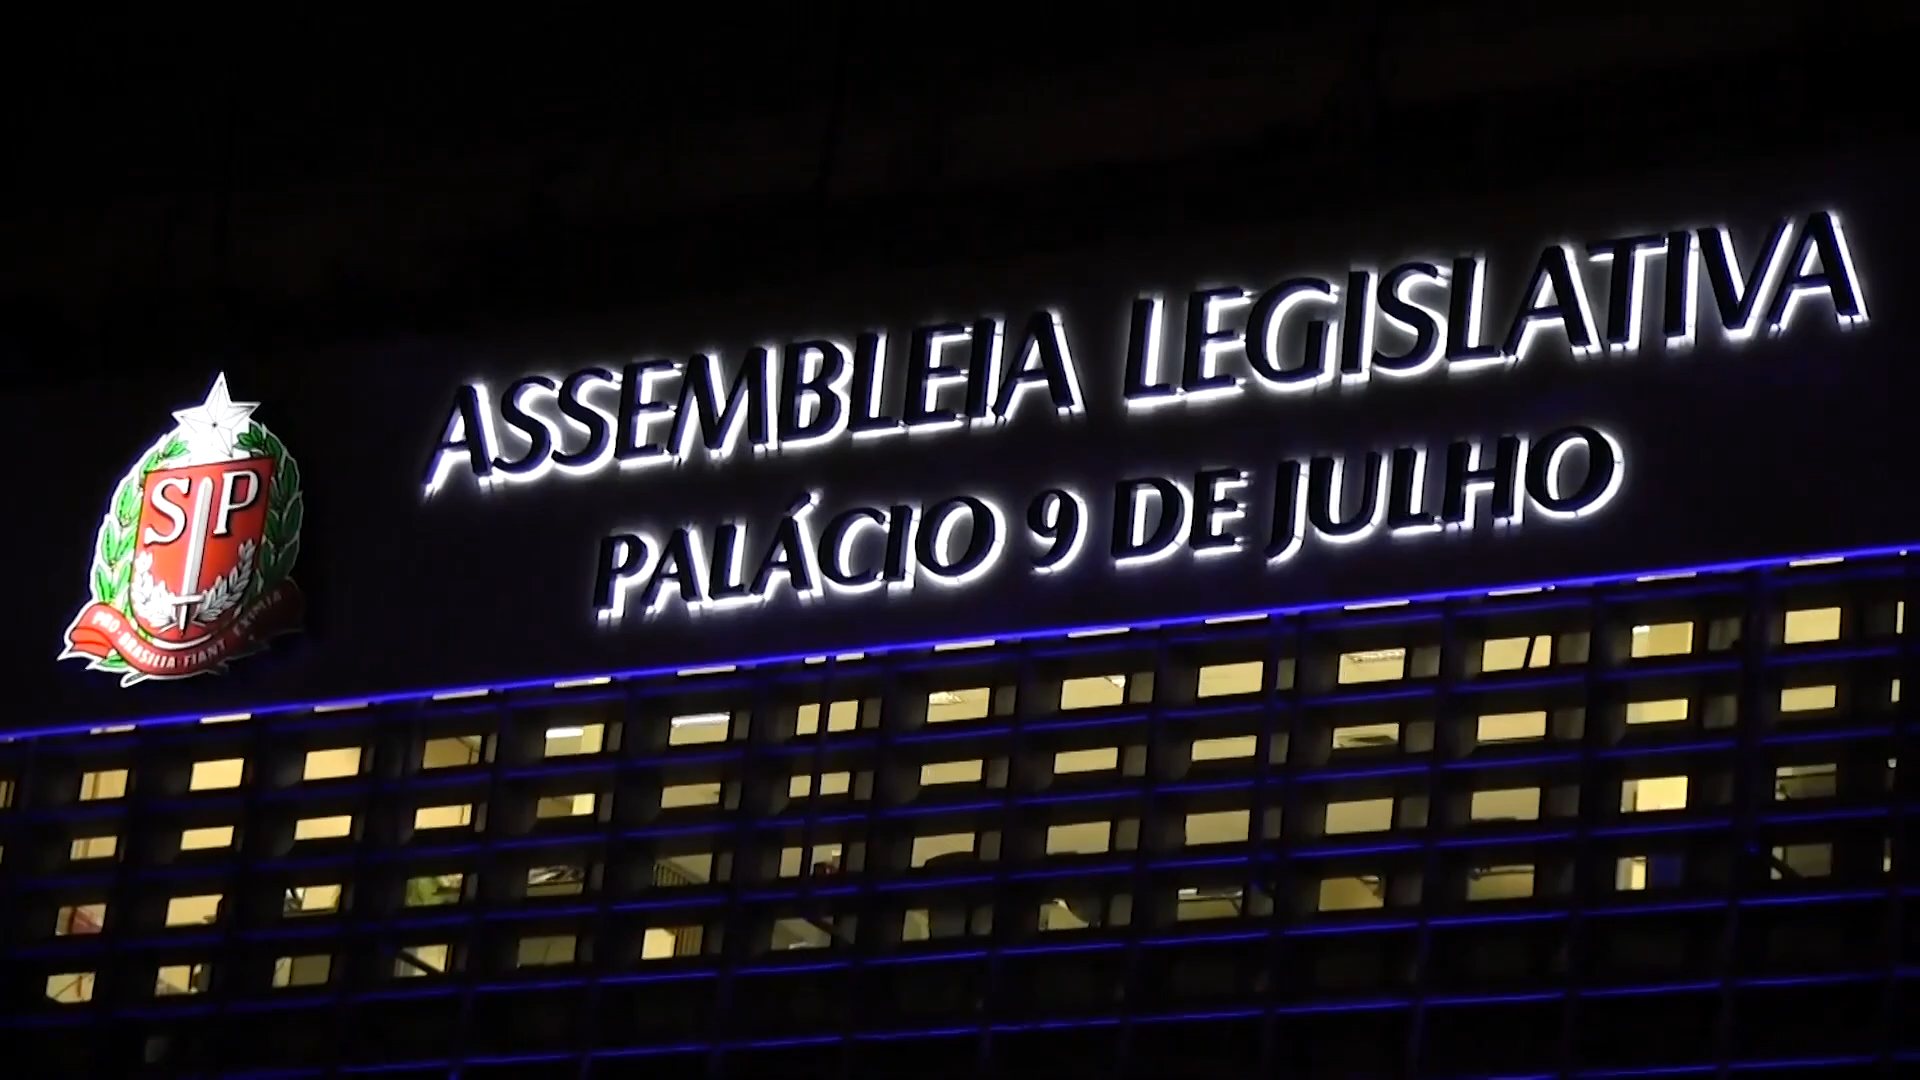 ASSEMBLEIA LEGISLATIVA
PALÁCIO 9 DE JULHO
SP
PRO·BRASILIA·FIANT EXIMIA